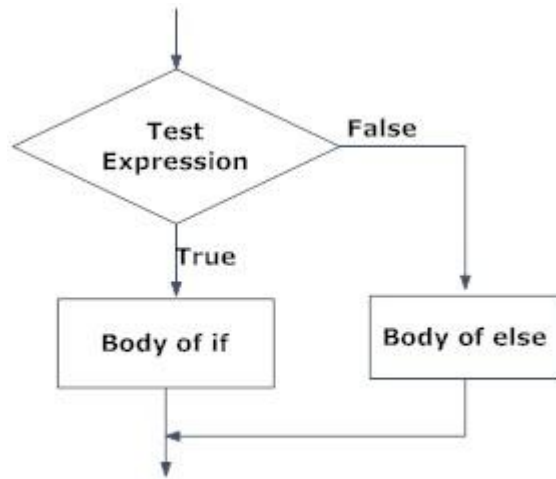 Test
Expression
False
True
Body of if
Body of else